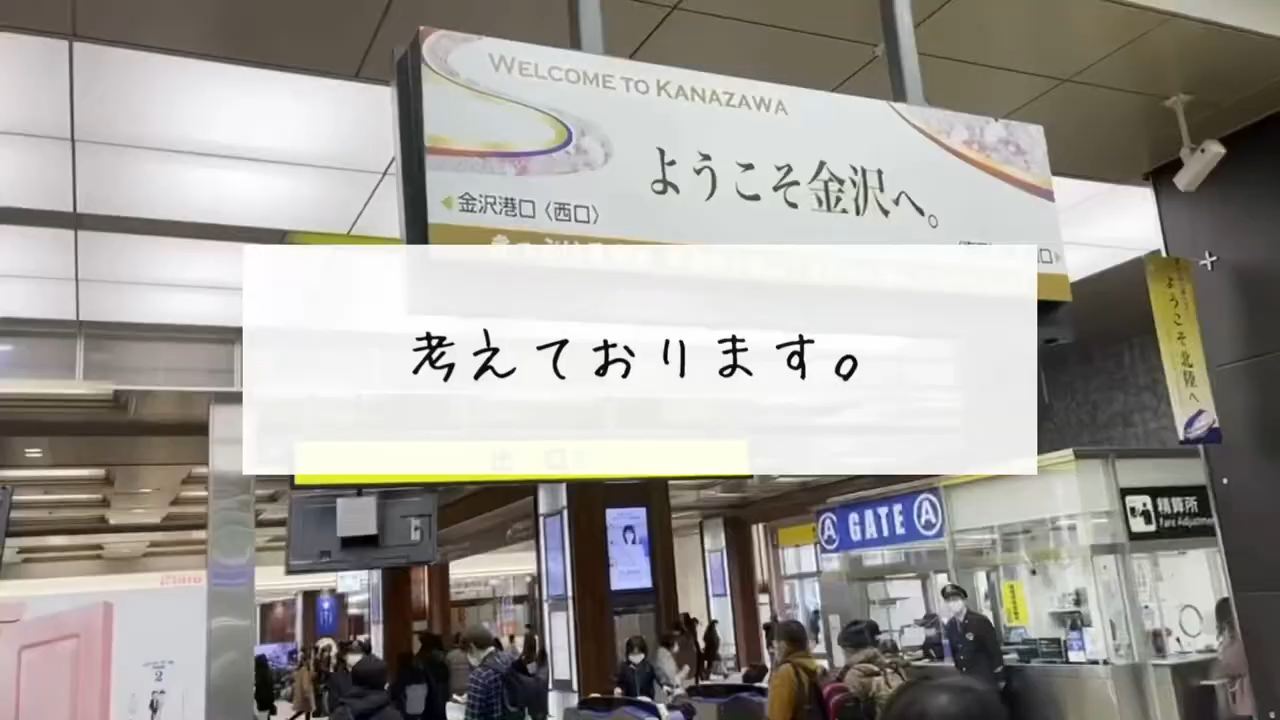 WELCOME TO KANAZAWA
ようこそ金沢へ。
金沢港口〈西口〉
考えております。
ようこそ北陸へ
A GATE A
精算所
Fare Adjustment